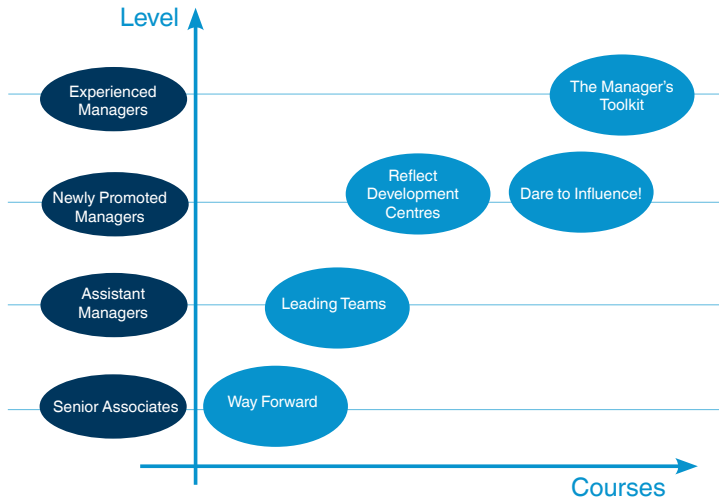 Level
Experienced
Managers
The Manager's
Toolkit
Newly Promoted
Managers
Reflect
Development
Centres
Dare to Influence!
Assistant
Managers
Leading Teams
Senior Associates
Way Forward
Courses